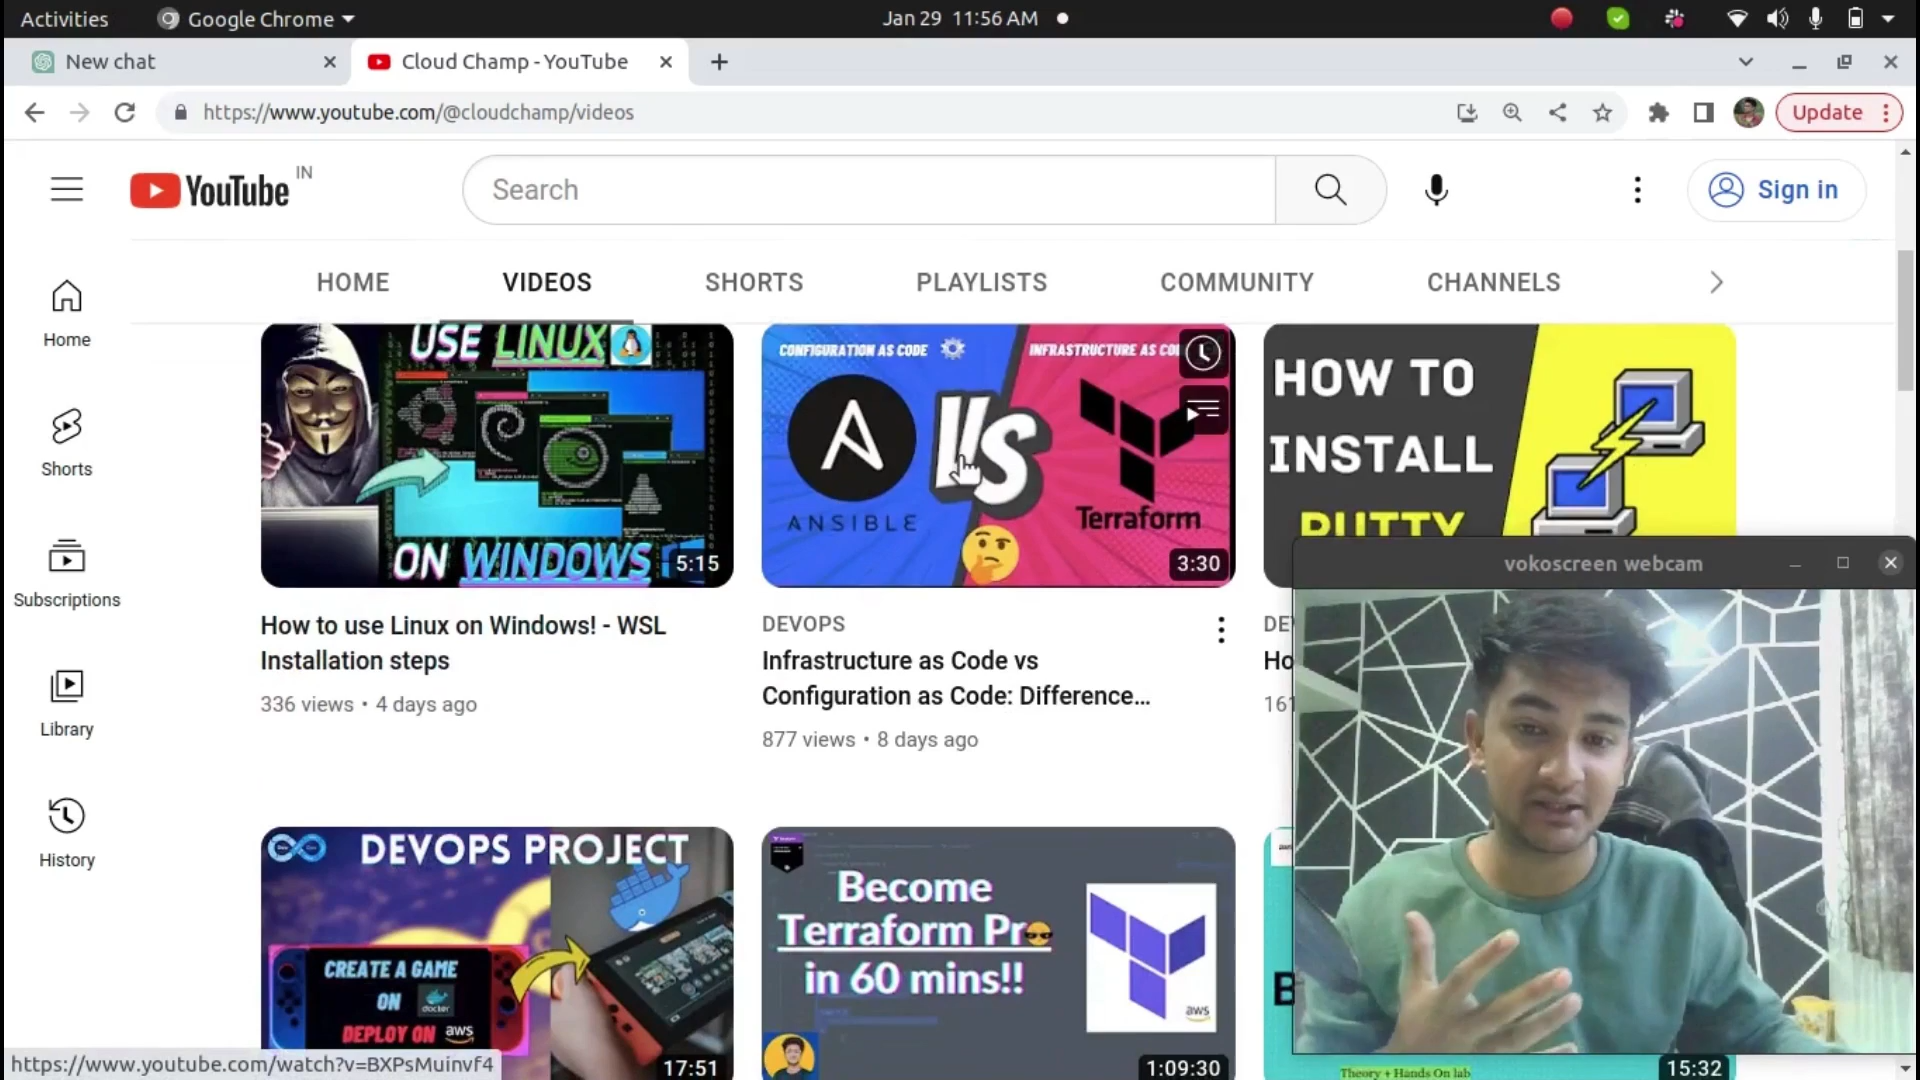 Activities
Google Chrome
Jan 29 11:56 AM
New chat
Cloud Champ - YouTube
https://www.youtube.com/@cloudchamp/videos
Update
YouTube IN
Search
Sign in
HOME
VIDEOS
SHORTS
PLAYLISTS
COMMUNITY
CHANNELS
Home
Shorts
Subscriptions
Library
History
USE LINUX
ON WINDOWS
5:15
How to use Linux on Windows! - WSL
Installation steps
336 views • 4 days ago
CONFIGURATION AS CODE
INFRASTRUCTURE AS CO
ANSIBLE
VS
Terraform
3:30
DEVOPS
Infrastructure as Code vs
Configuration as Code: Difference...
877 views • 8 days ago
HOW TO
INSTALL
PUTTY
DE
Ho
161
vokoscreen webcam
DEVOPS PROJECT
CREATE A GAME
ON docker
DEPLOY ON aws
17:51
Become
Terraform Pr
in 60 mins!!
aws
1:09:30
B
Theory + Hands On lab
15:32
https://www.youtube.com/watch?v=BXPsMuinvf4